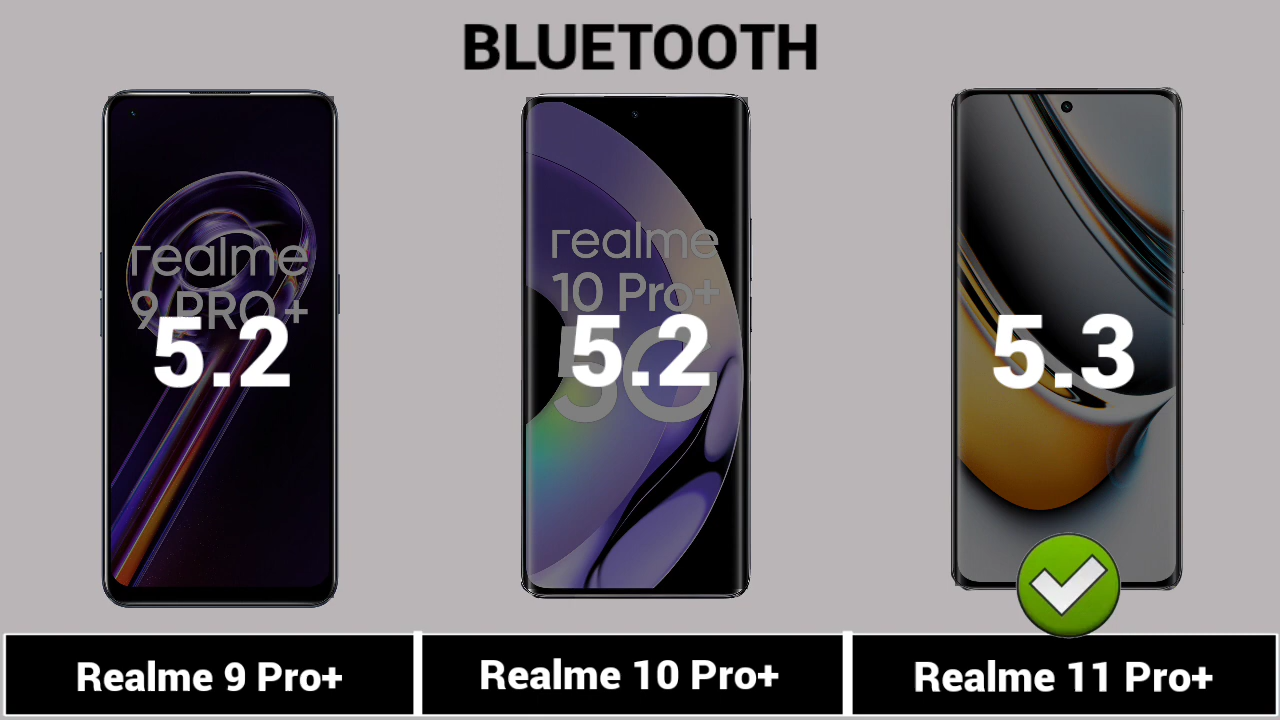 BLUETOOTH
realme
9 PRO+
5.2
realme
10 Pro+
5G
5.2
5.3
Realme 9 Pro+
Realme 10 Pro+
Realme 11 Pro+